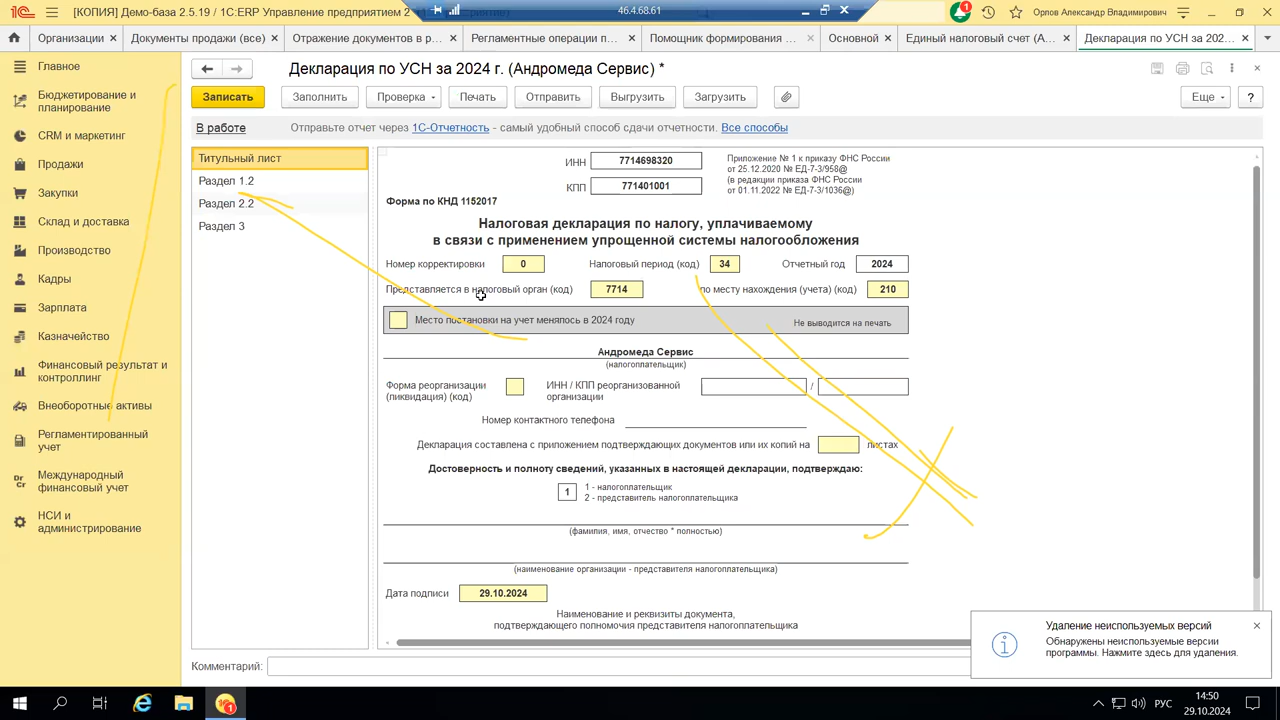 [КОПИЯ] Демо-база 2.5.19 / 1С:ERP Управление предприятием 2
46.4.68.61
Орлов Александр Владимирович
Организации
Документы продажи (все)
Отражение документов в р...
Регламентные операции п...
Помощник формирования
Основной
Единый налоговый счет (А...
Декларация по УСН за 202...
Главное
Бюджетирование и планирование
CRM и маркетинг
Продажи
Закупки
Склад и доставка
Производство
Кадры
Зарплата
Казначейство
Финансовый результат и контроллинг
Внеоборотные активы
Регламентированный учет
Международный финансовый учет
НСИ и администрирование
Декларация по УСН за 2024 г. (Андромеда Сервис) *
Записать
Заполнить
Проверка
Печать
Отправить
Выгрузить
Загрузить
Еще
?
В работе
Отправьте отчет через 1С-Отчетность - самый удобный способ сдачи отчетности. Все способы
Титульный лист
Раздел 1.2
Раздел 2.2
Раздел 3
ИНН 7714698320
КПП 771401001
Приложение № 1 к приказу ФНС России
от 25.12.2020 № ЕД-7-3/958@
(в редакции приказа ФНС России
от 01.11.2022 № ЕД-7-3/1036@)
Форма по КНД 1152017
Налоговая декларация по налогу, уплачиваемому
в связи с применением упрощенной системы налогообложения
Номер корректировки 0 Налоговый период (код) 34 Отчетный год 2024
Представляется в налоговый орган (код) 7714 по месту нахождения (учета) (код) 210
Место постановки на учет менялось в 2024 году Не выводится на печать
Андромеда Сервис
(налогоплательщик)
Форма реорганизации
(ликвидация) (код)
ИНН / КПП реорганизованной
организации
/
Номер контактного телефона
Декларация составлена с приложением подтверждающих документов или их копий на листах
Достоверность и полноту сведений, указанных в настоящей декларации, подтверждаю:
1
1 - налогоплательщик
2 - представитель налогоплательщика
(фамилия, имя, отчество * полностью)
(наименование организации - представителя налогоплательщика)
Дата подписи 29.10.2024
Наименование и реквизиты документа,
подтверждающего полномочия представителя налогоплательщика
Комментарий:
Удаление неиспользуемых версий
Обнаружены неиспользуемые версии
программы. Нажмите здесь для удаления.
РУС
14:50
29.10.2024